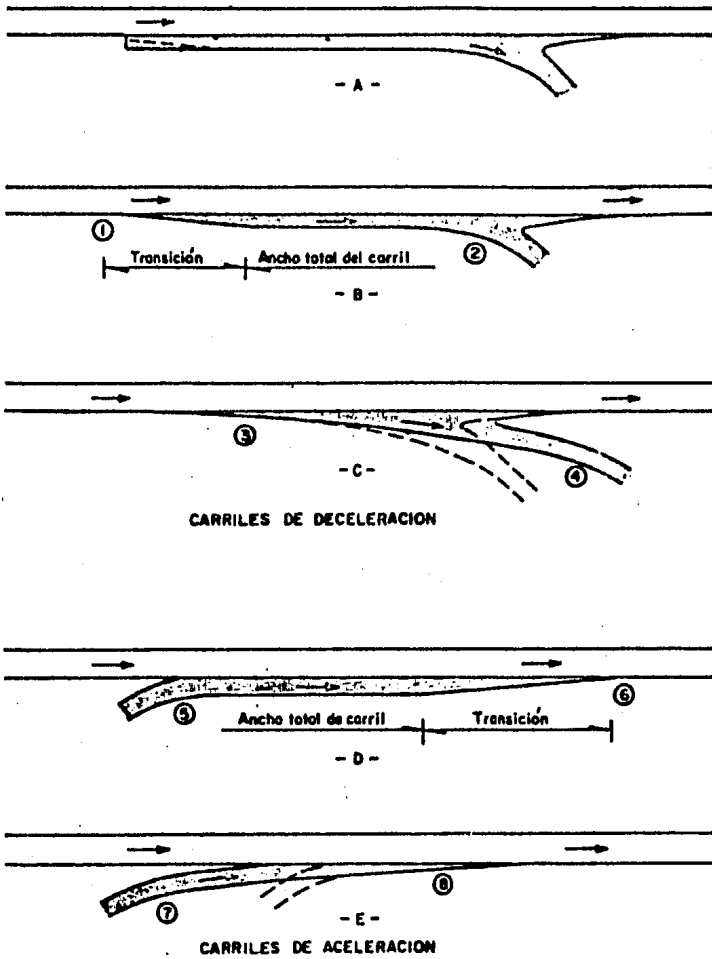 - A -
①
②
Transición
Ancho total del carril
- B -
③
④
- C -
CARRILES DE DECELERACION
⑤
⑥
Ancho total de carril
Transición
- D -
⑦
⑧
- E -
CARRILES DE ACELERACION